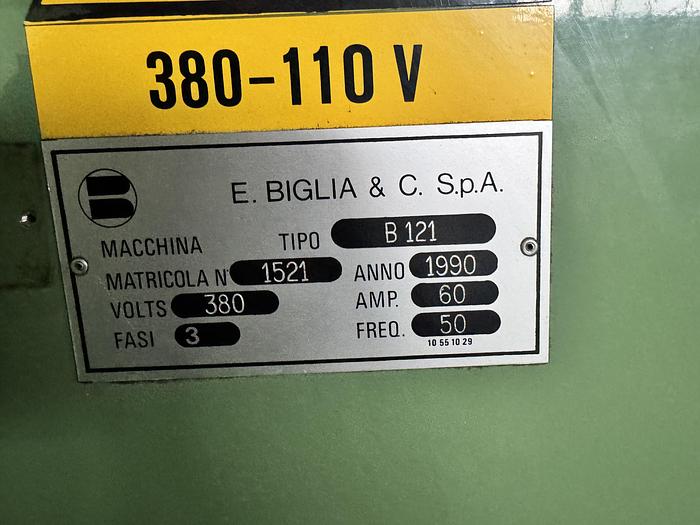 380-110 V
E. BIGLIA & C. S.p.A.
MACCHINA TIPO B 121
MATRICOLA N° 1521 ANNO 1990
VOLTS 380 AMP. 60
FASI 3 FREQ. 50
10 55 10 29